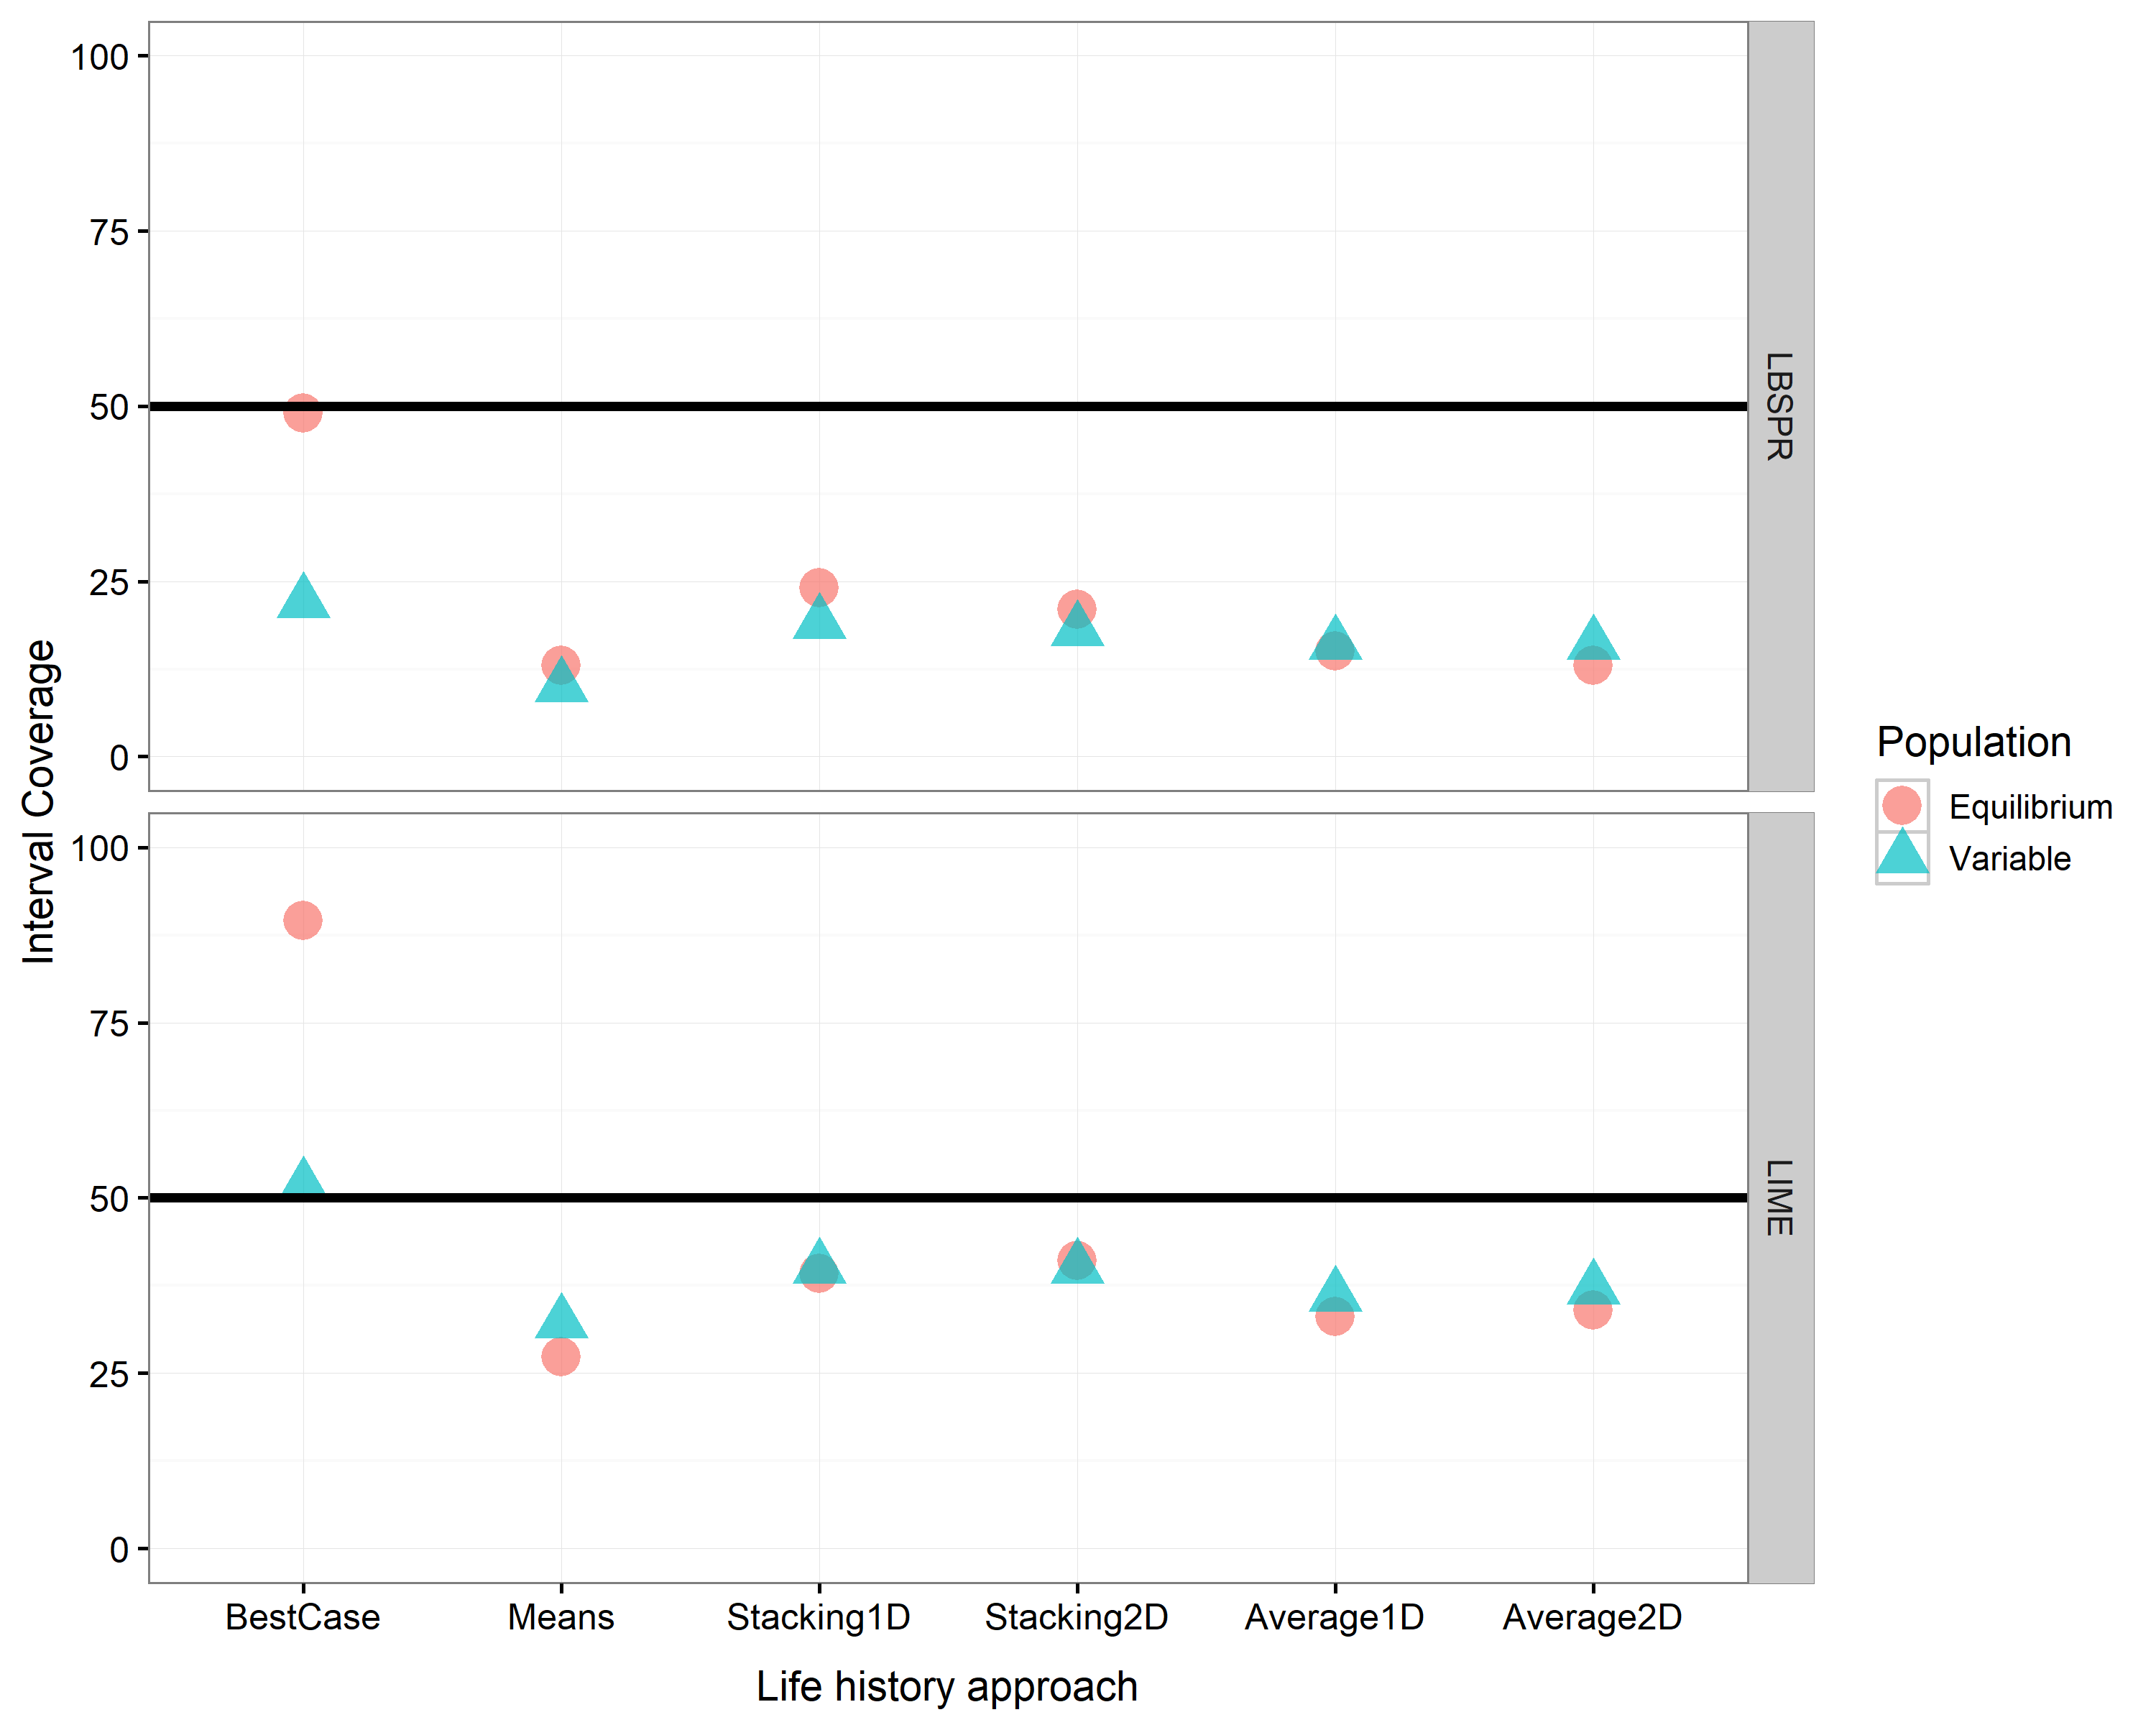 Interval Coverage
100
75
50
25
0
LBSPR
100
75
50
25
0
LIME
BestCase Means Stacking1D Stacking2D Average1D Average2D
Life history approach
Population
Equilibrium
Variable